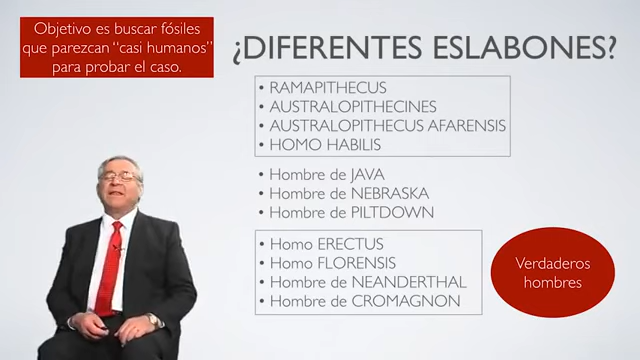 Objetivo es buscar fósiles
que parezcan “casi humanos”
para probar el caso.
¿DIFERENTES ESLABONES?
• RAMAPITHECUS
• AUSTRALOPITHECINES
• AUSTRALOPITHECUS AFARENSIS
• HOMO HABILIS
• Hombre de JAVA
• Hombre de NEBRASKA
• Hombre de PILTDOWN
• Homo ERECTUS
• Homo FLORENSIS
• Hombre de NEANDERTHAL
• Hombre de CROMAGNON
Verdaderos
hombres